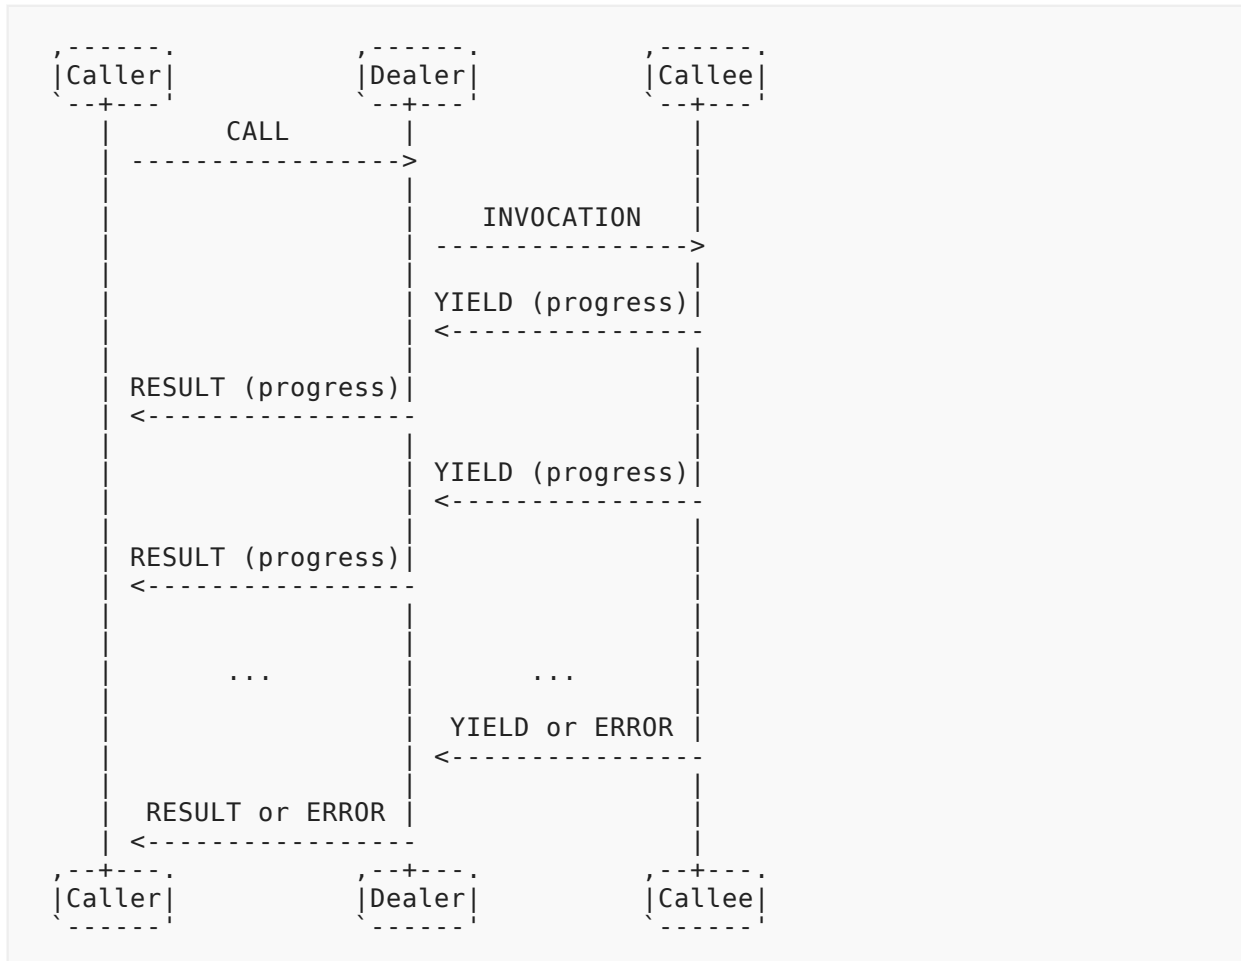 Caller Dealer Callee
CALL
INVOCATION
YIELD (progress)
RESULT (progress)
YIELD (progress)
RESULT (progress)
... ...
YIELD or ERROR
RESULT or ERROR
Caller Dealer Callee